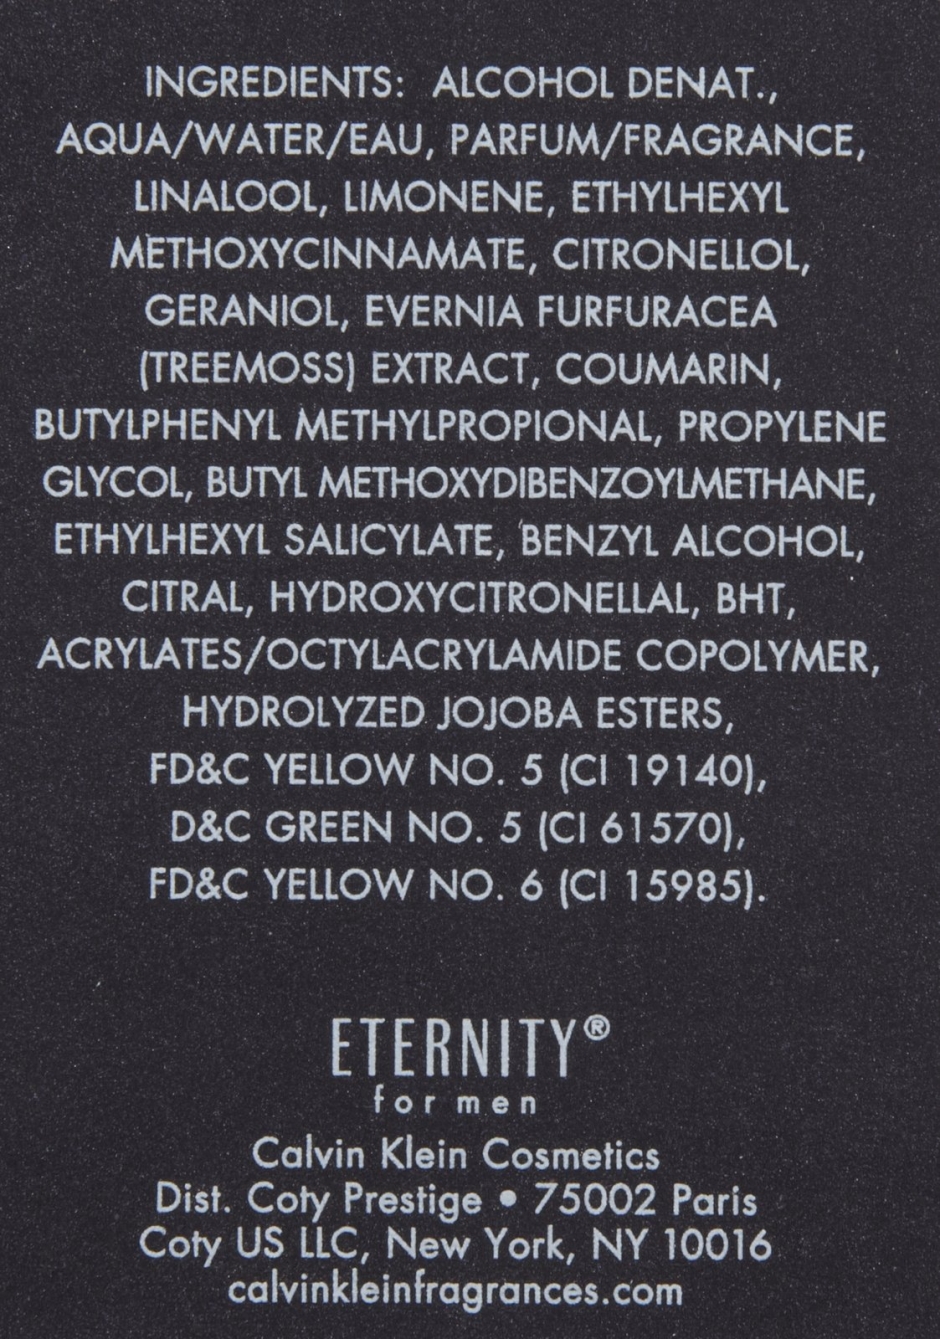 INGREDIENTS: ALCOHOL DENAT.,
AQUA/WATER/EAU, PARFUM/FRAGRANCE,
LINALOOL, LIMONENE, ETHYLHEXYL
METHOXYCINNAMATE, CITRONELLOL,
GERANIOL, EVERNIA FURFURACEA
(TREEMOSS) EXTRACT, COUMARIN,
BUTYLPHENYL METHYLPROPIONAL, PROPYLENE
GLYCOL, BUTYL METHOXYDIBENZOYLMETHANE,
ETHYLHEXYL SALICYLATE, BENZYL ALCOHOL,
CITRAL, HYDROXYCITRONELLAL, BHT,
ACRYLATES/OCTYLACRYLAMIDE COPOLYMER,
HYDROLYZED JOJOBA ESTERS,
FD&C YELLOW NO. 5 (CI 19140),
D&C GREEN NO. 5 (CI 61570),
FD&C YELLOW NO. 6 (CI 15985).
ETERNITY®
for men
Calvin Klein Cosmetics
Dist. Coty Prestige • 75002 Paris
Coty US LLC, New York, NY 10016
calvinkleinfragrances.com